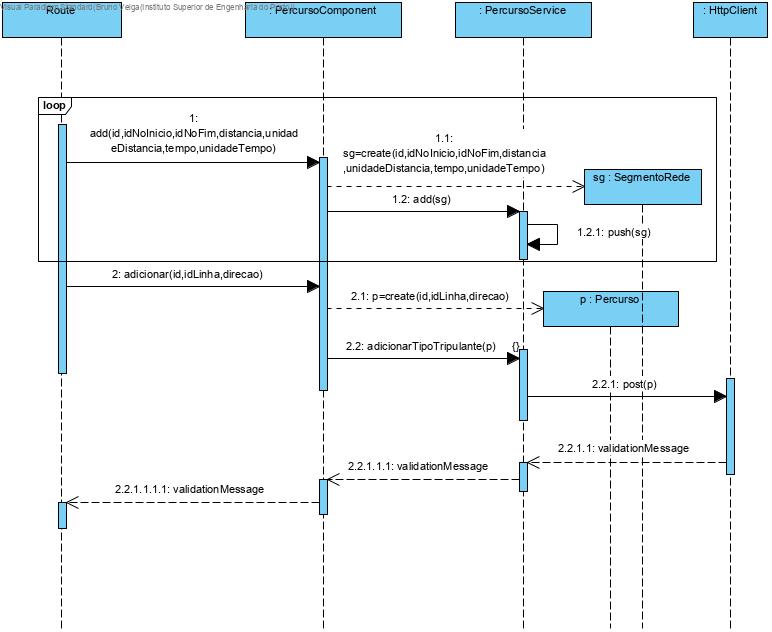 Visual Paradigm Standard(Bruno Veiga(Instituto Superior de Engenharia do Porto))
Route
: PercursoComponent
: PercursoService
: HttpClient
loop
1:
add(id,idNoInicio,idNoFim,distancia,unidad
eDistancia,tempo,unidadeTempo)
1.1:
sg=create(id,idNoInicio,idNoFim,distancia
,unidadeDistancia,tempo,unidadeTempo)
sg : SegmentoRede
1.2: add(sg)
1.2.1: push(sg)
2: adicionar(id,idLinha,direcao)
2.1: p=create(id,idLinha,direcao)
p : Percurso
2.2: adicionarTipoTripulante(p)
{}
2.2.1: post(p)
2.2.1.1: validationMessage
2.2.1.1.1: validationMessage
2.2.1.1.1.1: validationMessage